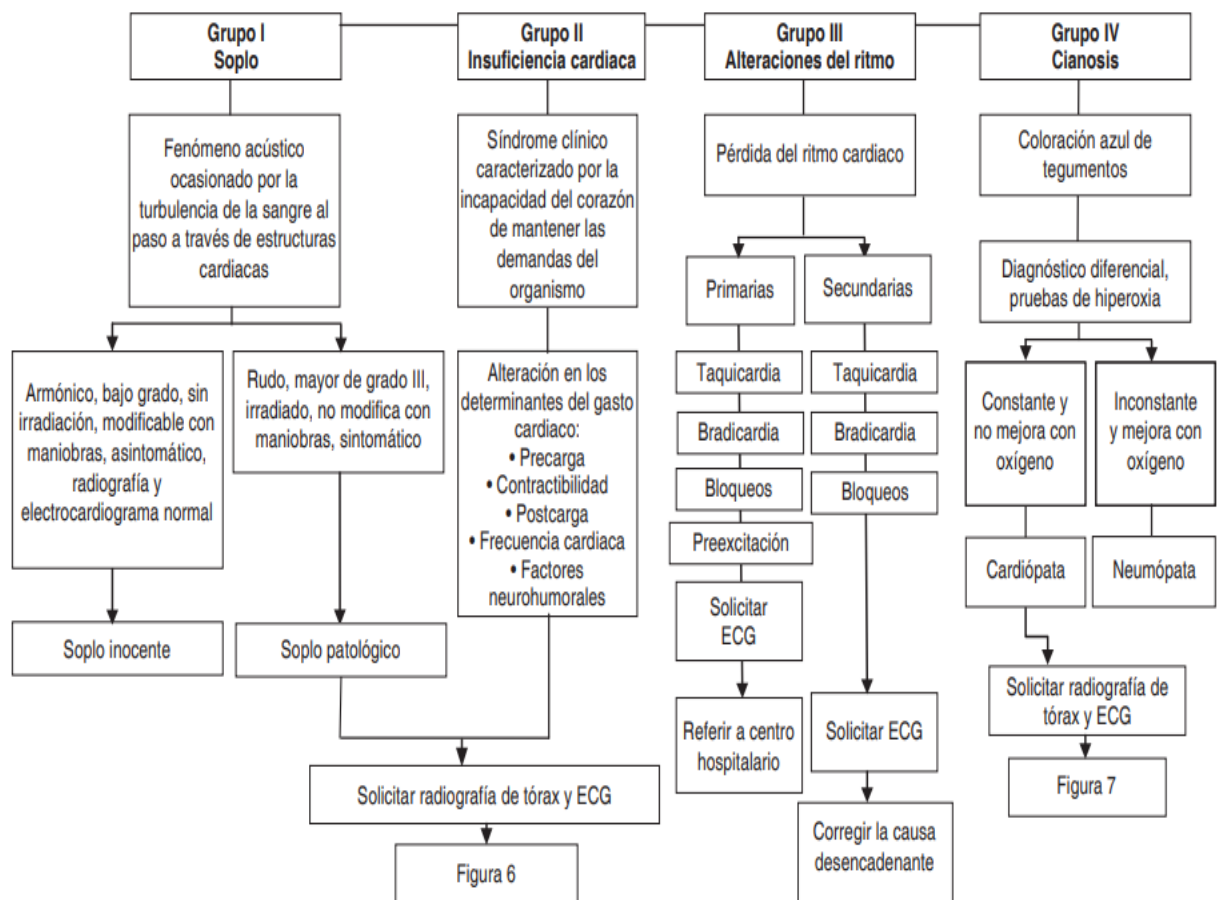 Grupo I
Soplo
Fenómeno acústico
ocasionado por la
turbulencia de la sangre al
paso a través de estructuras
cardiacas
Armónico, bajo grado, sin
irradiación, modificable con
maniobras, asintomático,
radiografía y
electrocardiograma normal
Soplo inocente
Rudo, mayor de grado III,
irradiado, no modifica con
maniobras, sintomático
Soplo patológico
Grupo II
Insuficiencia cardiaca
Síndrome clínico
caracterizado por la
incapacidad del corazón
de mantener las
demandas del
organismo
Alteración en los
determinantes del gasto
cardiaco:
• Precarga
• Contractibilidad
• Postcarga
• Frecuencia cardiaca
• Factores
neurohumorales
Solicitar radiografía de tórax y ECG
Figura 6
Grupo III
Alteraciones del ritmo
Pérdida del ritmo cardiaco
Primarias
Taquicardia
Bradicardia
Bloqueos
Preexcitación
Solicitar
ECG
Referir a centro
hospitalario
Secundarias
Taquicardia
Bradicardia
Bloqueos
Solicitar ECG
Corregir la causa
desencadenante
Grupo IV
Cianosis
Coloración azul de
tegumentos
Diagnóstico diferencial,
pruebas de hiperoxia
Constante y
no mejora con
oxígeno
Cardiópata
Solicitar radiografía de
tórax y ECG
Figura 7
Inconstante
y mejora con
oxígeno
Neumópata